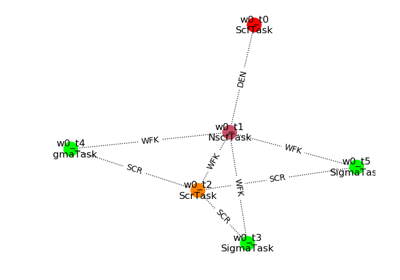 w0_t0
ScrTask
DEN
w0_t1
NscfTask
w0_t4
gmaTask
WFK
WFK
w0_t5
SigmaTas
SCR
WFK
SCR
w0_t2
ScrTask
WFK
SCR
w0_t3
SigmaTask